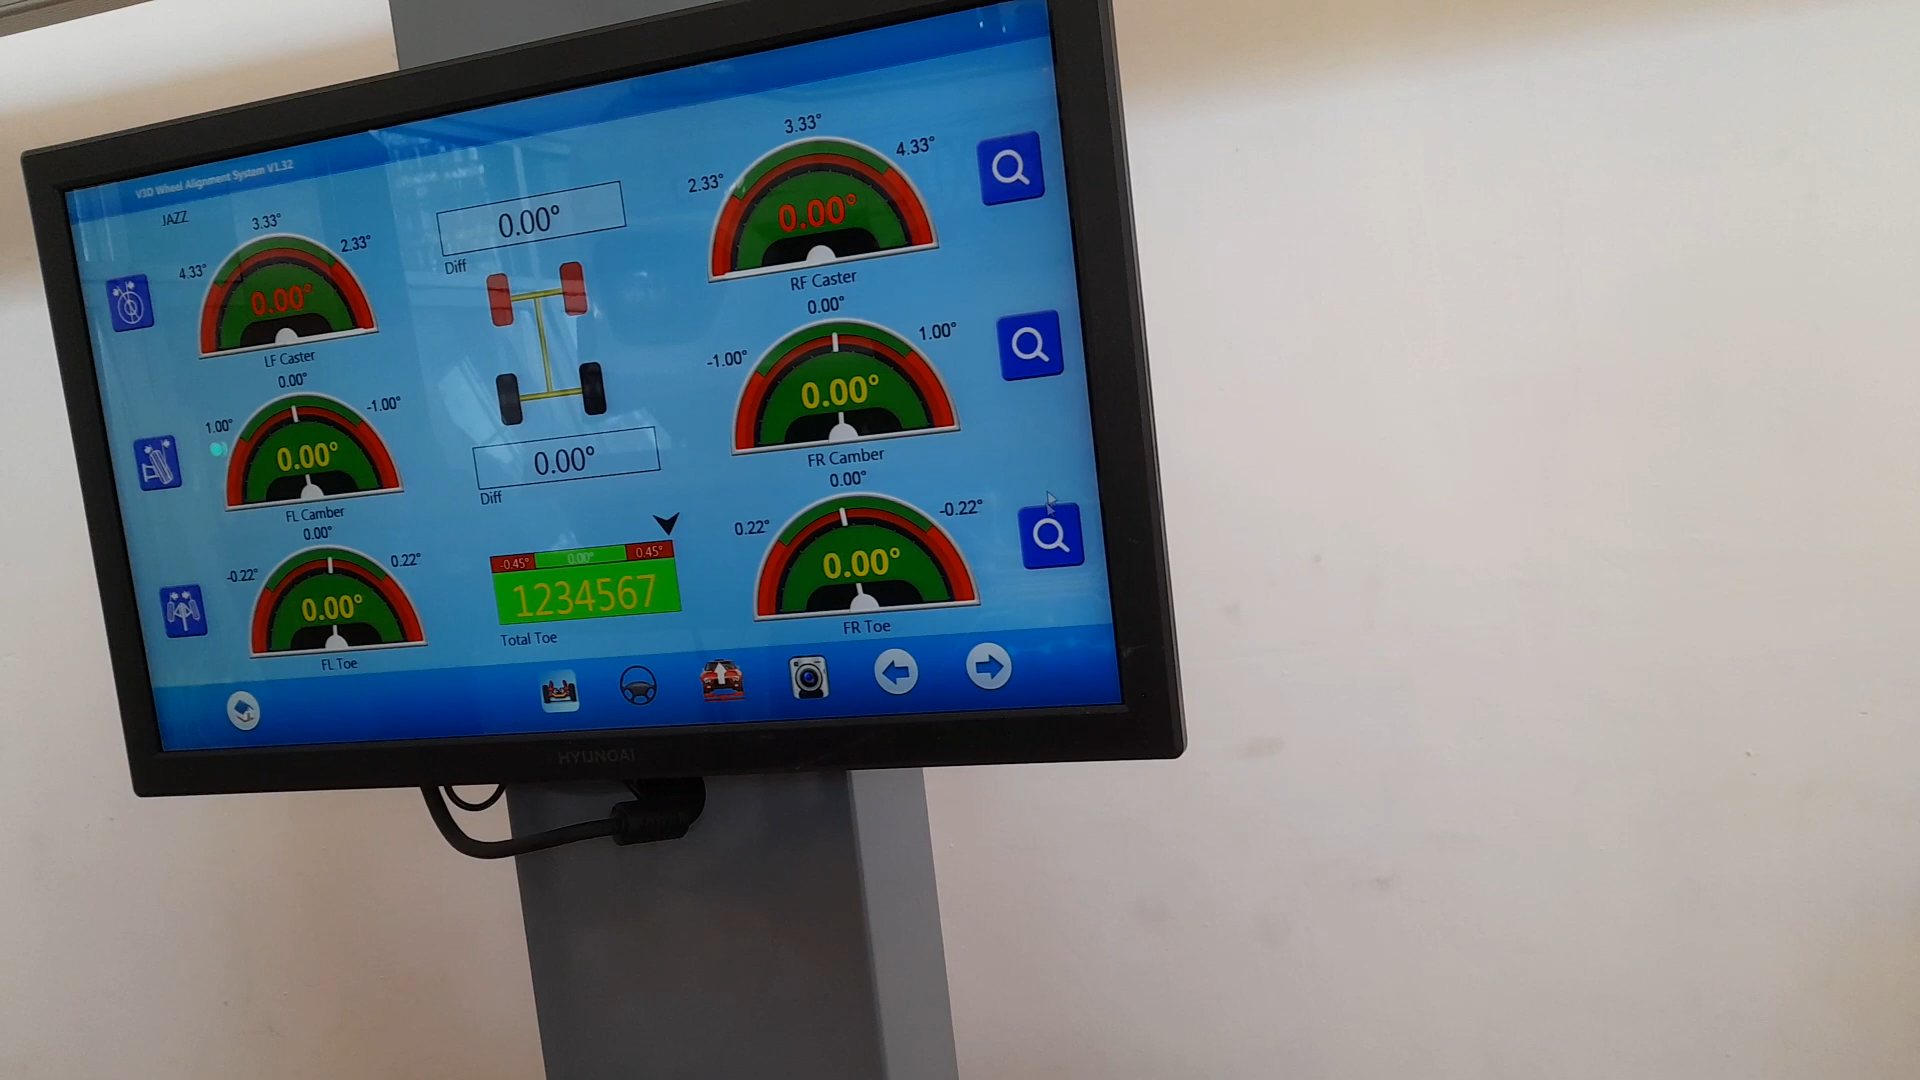 V3D Wheel Alignment System V1.32
JAZZ
3.33°
4.33°
2.33°
0.00°
LF Caster
0.00°
1.00°
-1.00°
0.00°
FL Camber
0.00°
-0.22°
0.22°
0.00°
FL Toe
0.00°
Diff
0.00°
Diff
-0.45° 0.00° 0.45°
1234567
Total Toe
3.33°
2.33°
4.33°
0.00°
RF Caster
0.00°
-1.00°
1.00°
0.00°
FR Camber
0.00°
0.22°
-0.22°
0.00°
FR Toe
HYUNDAI